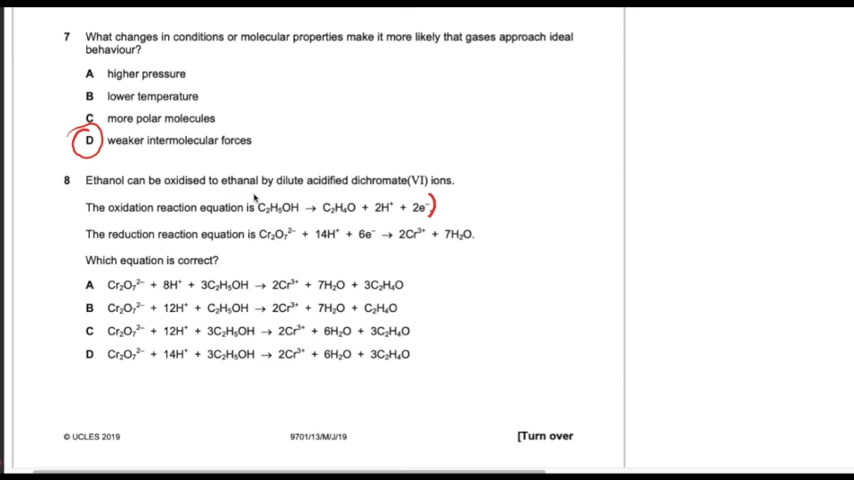 7 What changes in conditions or molecular properties make it more likely that gases approach ideal
behaviour?
A higher pressure
B lower temperature
C more polar molecules
D weaker intermolecular forces
8 Ethanol can be oxidised to ethanal by dilute acidified dichromate(VI) ions.
The oxidation reaction equation is C₂H₅OH → C₂H₄O + 2H⁺ + 2e⁻.
The reduction reaction equation is Cr₂O₇²⁻ + 14H⁺ + 6e⁻ → 2Cr³⁺ + 7H₂O.
Which equation is correct?
A Cr₂O₇²⁻ + 8H⁺ + 3C₂H₅OH → 2Cr³⁺ + 7H₂O + 3C₂H₄O
B Cr₂O₇²⁻ + 12H⁺ + C₂H₅OH → 2Cr³⁺ + 7H₂O + C₂H₄O
C Cr₂O₇²⁻ + 12H⁺ + 3C₂H₅OH → 2Cr³⁺ + 6H₂O + 3C₂H₄O
D Cr₂O₇²⁻ + 14H⁺ + 3C₂H₅OH → 2Cr³⁺ + 6H₂O + 3C₂H₄O
© UCLES 2019 9701/13/M/J/19 [Turn over